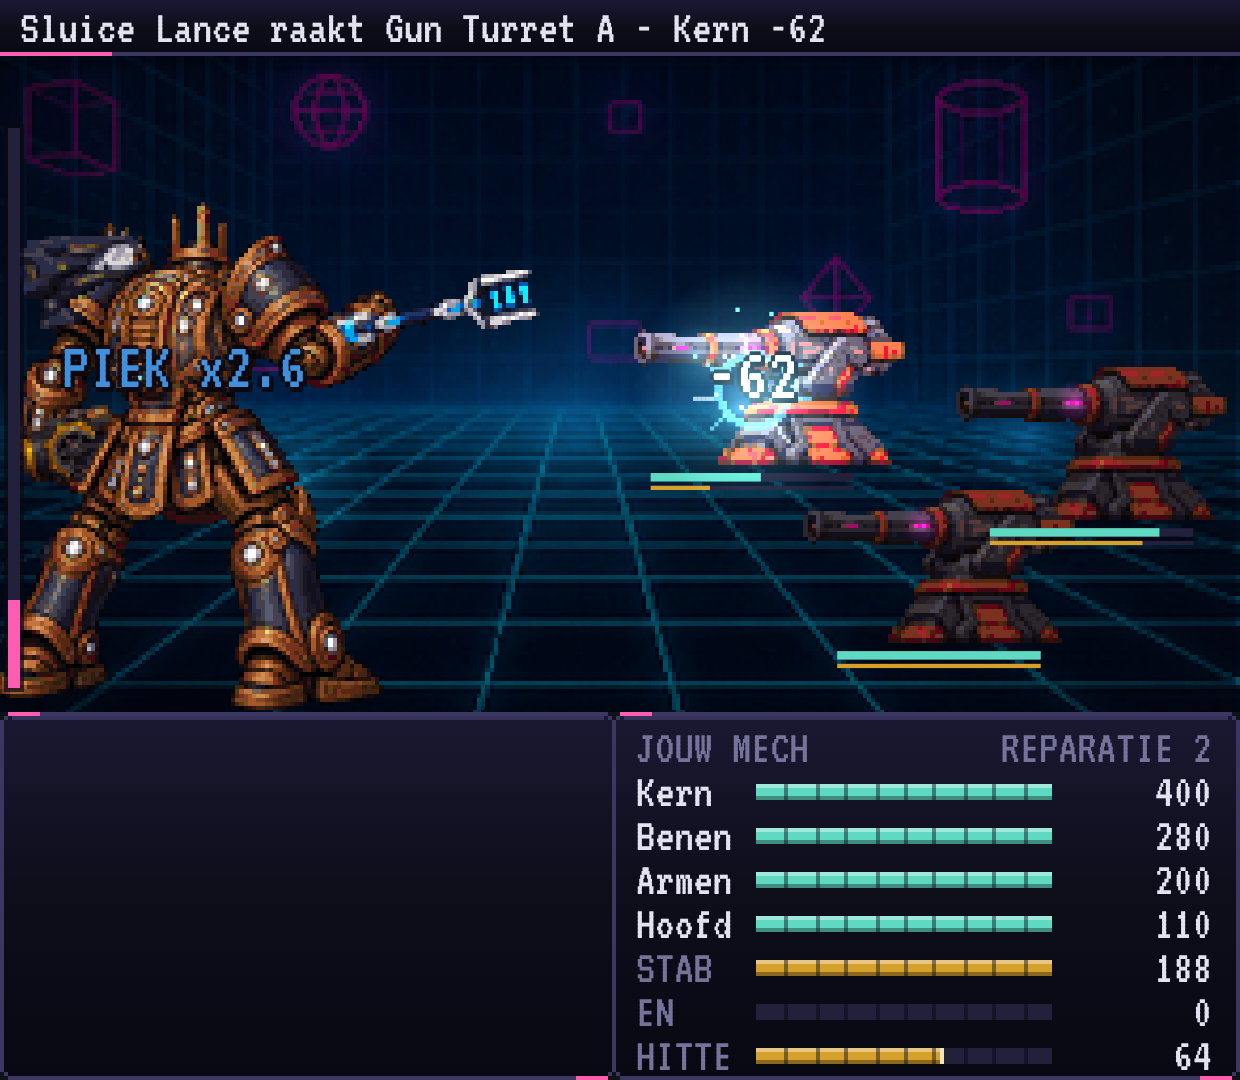 Sluice Lance raakt Gun Turret A - Kern -62
PIEK x2.6
-62
JOUW MECH REPARATIE 2
Kern 400
Benen 280
Armen 200
Hoofd 110
STAB 188
EN 0
HITTE 64